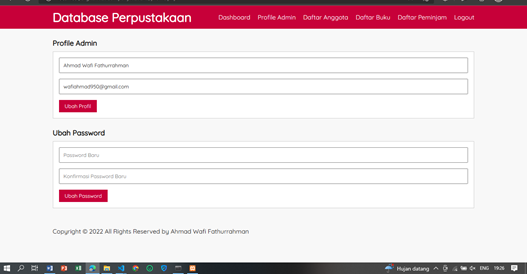 Database Perpustakaan
Dashboard Profile Admin Daftar Anggota Daftar Buku Daftar Peminjam Logout
Profile Admin
Ahmad Wafi Fathurrahman
wafiahmad950@gmail.com
Ubah Profil
Ubah Password
Password Baru
Konfirmasi Password Baru
Ubah Password
Copyright © 2022 All Rights Reserved by Ahmad Wafi Fathurrahman
Hujan datang ENG 19:26